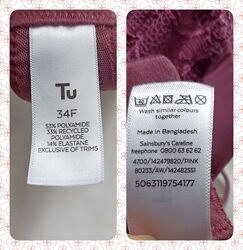 Tu
34F
53% POLYAMIDE
33% RECYCLED
POLYAMIDE
14% ELASTANE
EXCLUSIVE OF TRIMS
Wash similar colours
together
Made in Bangladesh
Sainsbury's Careline
freephone 0800 63 62 62
4700/142479820/PINK
80233/AW/142482551
5063119754177